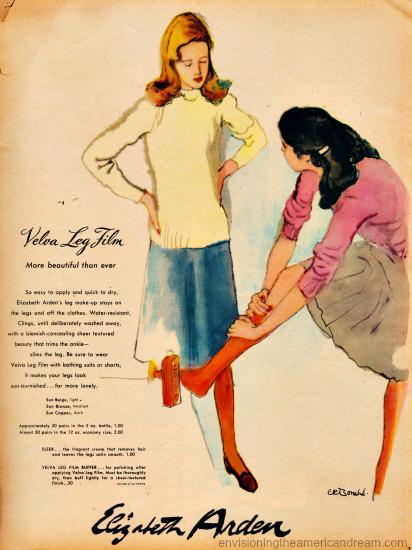 Velva Leg Film
More beautiful than ever
So easy to apply and quick to dry,
Elizabeth Arden's leg make-up stays on
the legs and off the clothes. Water-resistant.
Clings, until deliberately washed away,
with a blemish-concealing sheer textured
beauty that trims the ankle—
slims the leg. Be sure to wear
Velva Leg Film with bathing suits or shorts,
it makes your legs look
sun-burnished...far more lovely.
Sun Beige, light
Sun Bronze, medium
Sun Copper, dark
Approximately 20 pairs in the 5 oz. bottle, 1.00
Almost 50 pairs in the 12 oz. economy size, 2.00
SLEEK... the fragrant cream that removes hair
and leaves the legs satin smooth, 1.00
VELVA LEG FILM BUFFER...for polishing after
applying Velva Leg Film. Must be thoroughly
dry, then buff lightly for a sheer-textured
finish, .50
Elizabeth Arden
envisioningtheamericandream.com